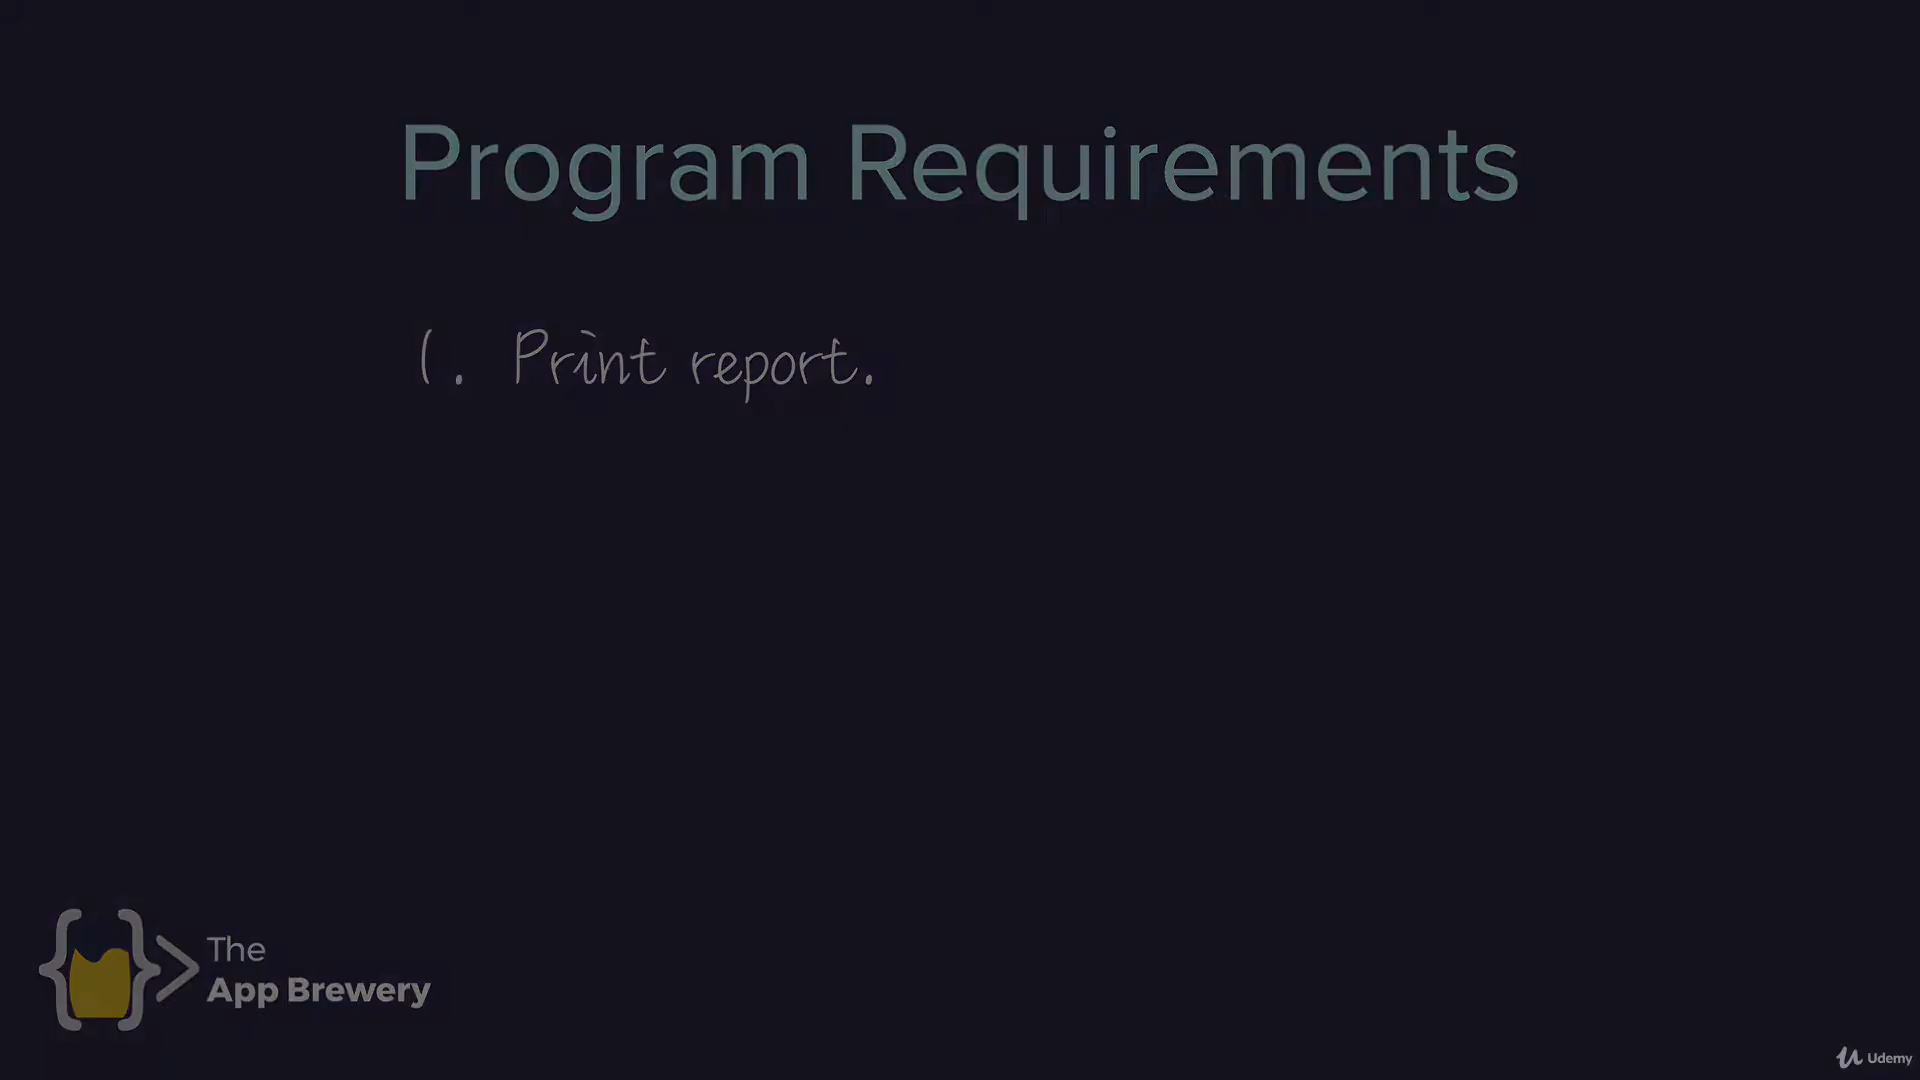 Program Requirements
1. Print report.
The
App Brewery
Udemy